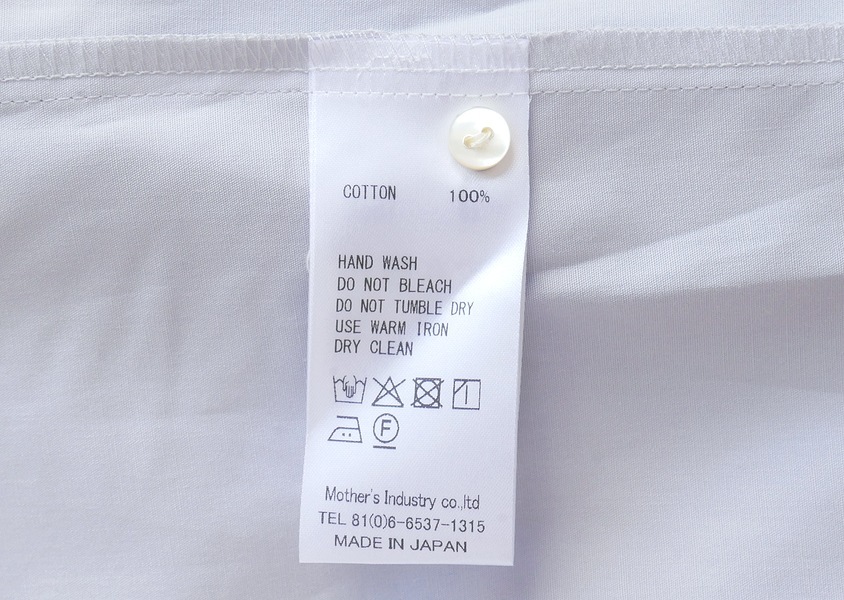 COTTON 100%
HAND WASH
DO NOT BLEACH
DO NOT TUMBLE DRY
USE WARM IRON
DRY CLEAN
F
Mother's Industry co.,ltd
TEL 81(0)6-6537-1315
MADE IN JAPAN